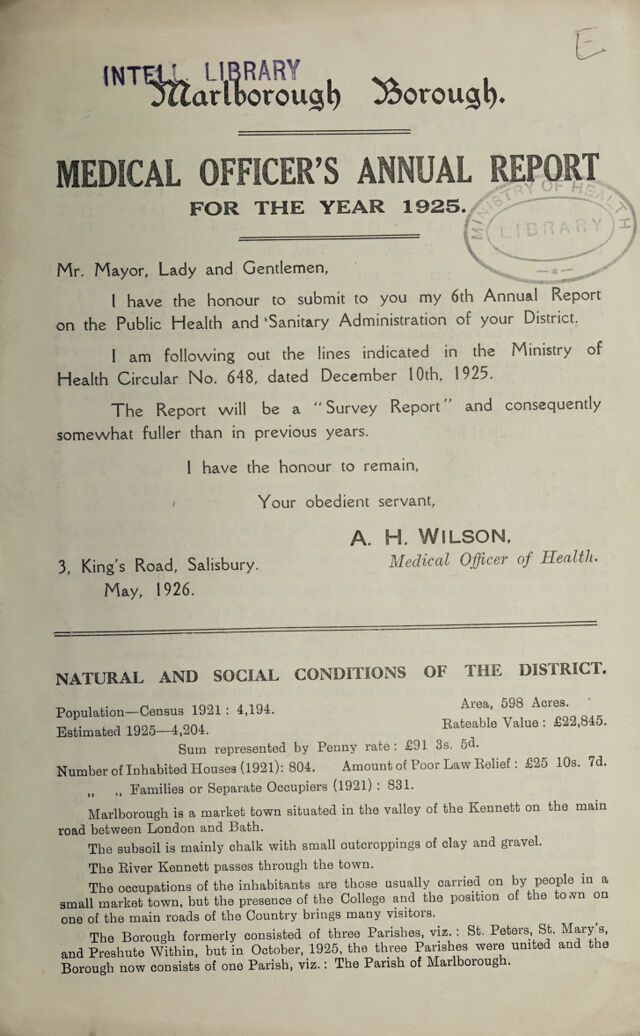 E
INTELL LIBRARY
Marlborough Borough.
MEDICAL OFFICER'S ANNUAL REPORT
FOR THE YEAR 1925.
MINISTRY OF HEALTH
LIBRARY
Mr. Mayor, Lady and Gentlemen,
I have the honour to submit to you my 6th Annual Report
on the Public Health and Sanitary Administration of your District.
I am following out the lines indicated in the Ministry of
Health Circular No. 648, dated December 10th, 1925.
The Report will be a "Survey Report" and consequently
somewhat fuller than in previous years.
I have the honour to remain,
Your obedient servant,
A. H. WILSON,
Medical Officer of Health.
3, King's Road, Salisbury.
May, 1926.
NATURAL AND SOCIAL CONDITIONS OF THE DISTRICT.
Population—Census 1921 : 4,194. Area, 598 Acres.
Estimated 1925—4,204. Rateable Value : £22,845.
Sum represented by Penny rate : £91 3s. 5d.
Number of Inhabited Houses (1921): 804. Amount of Poor Law Relief : £25 10s. 7d.
„ „ Families or Separate Occupiers (1921) : 831.
Marlborough is a market town situated in the valley of the Kennett on the main
road between London and Bath.
The subsoil is mainly chalk with small outcroppings of clay and gravel.
The River Kennett passes through the town.
The occupations of the inhabitants are those usually carried on by people in a
small market town, but the presence of the College and the position of the town on
one of the main roads of the Country brings many visitors.
The Borough formerly consisted of three Parishes, viz. : St. Peters, St. Mary's,
and Preshute Within, but in October, 1925, the three Parishes were united and the
Borough now consists of one Parish, viz. : The Parish of Marlborough.